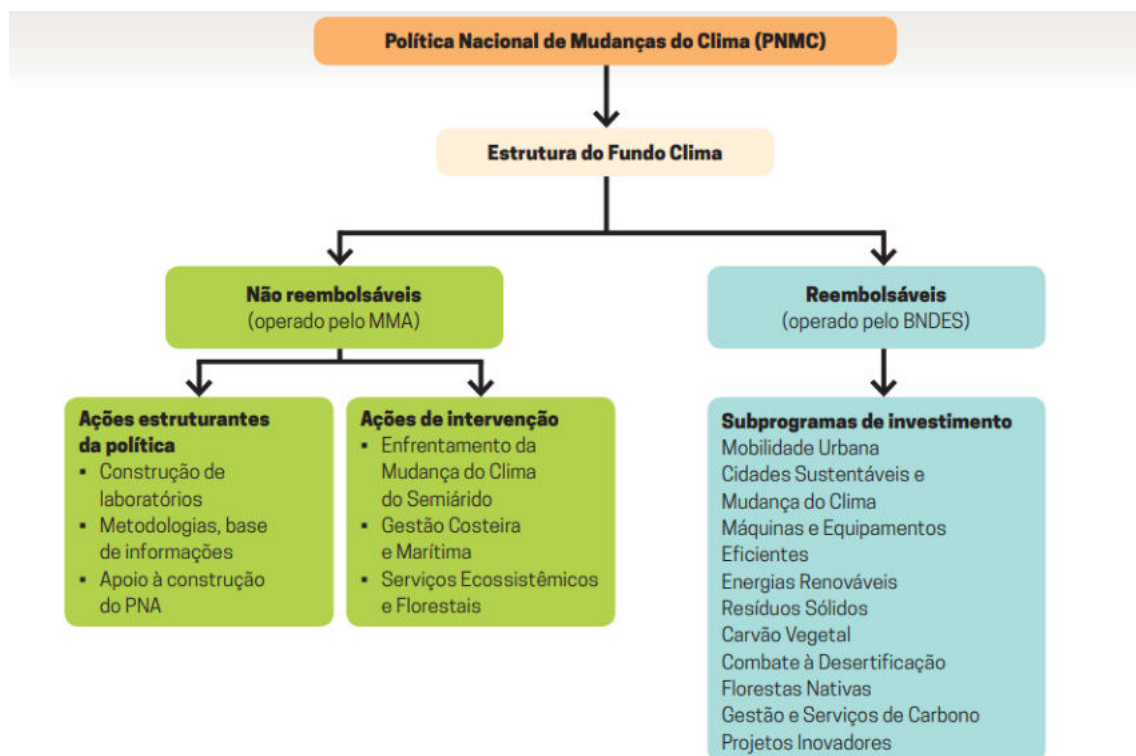 Política Nacional de Mudanças do Clima (PNMC)
Estrutura do Fundo Clima
Não reembolsáveis
(operado pelo MMA)
Reembolsáveis
(operado pelo BNDES)
Ações estruturantes
da política
▪ Construção de
laboratórios
▪ Metodologias, base
de informações
▪ Apoio à construção
do PNA
Ações de intervenção
▪ Enfrentamento da
Mudança do Clima
do Semiárido
▪ Gestão Costeira
e Marítima
▪ Serviços Ecossistêmicos
e Florestais
Subprogramas de investimento
Mobilidade Urbana
Cidades Sustentáveis e
Mudança do Clima
Máquinas e Equipamentos
Eficientes
Energias Renováveis
Resíduos Sólidos
Carvão Vegetal
Combate à Desertificação
Florestas Nativas
Gestão e Serviços de Carbono
Projetos Inovadores